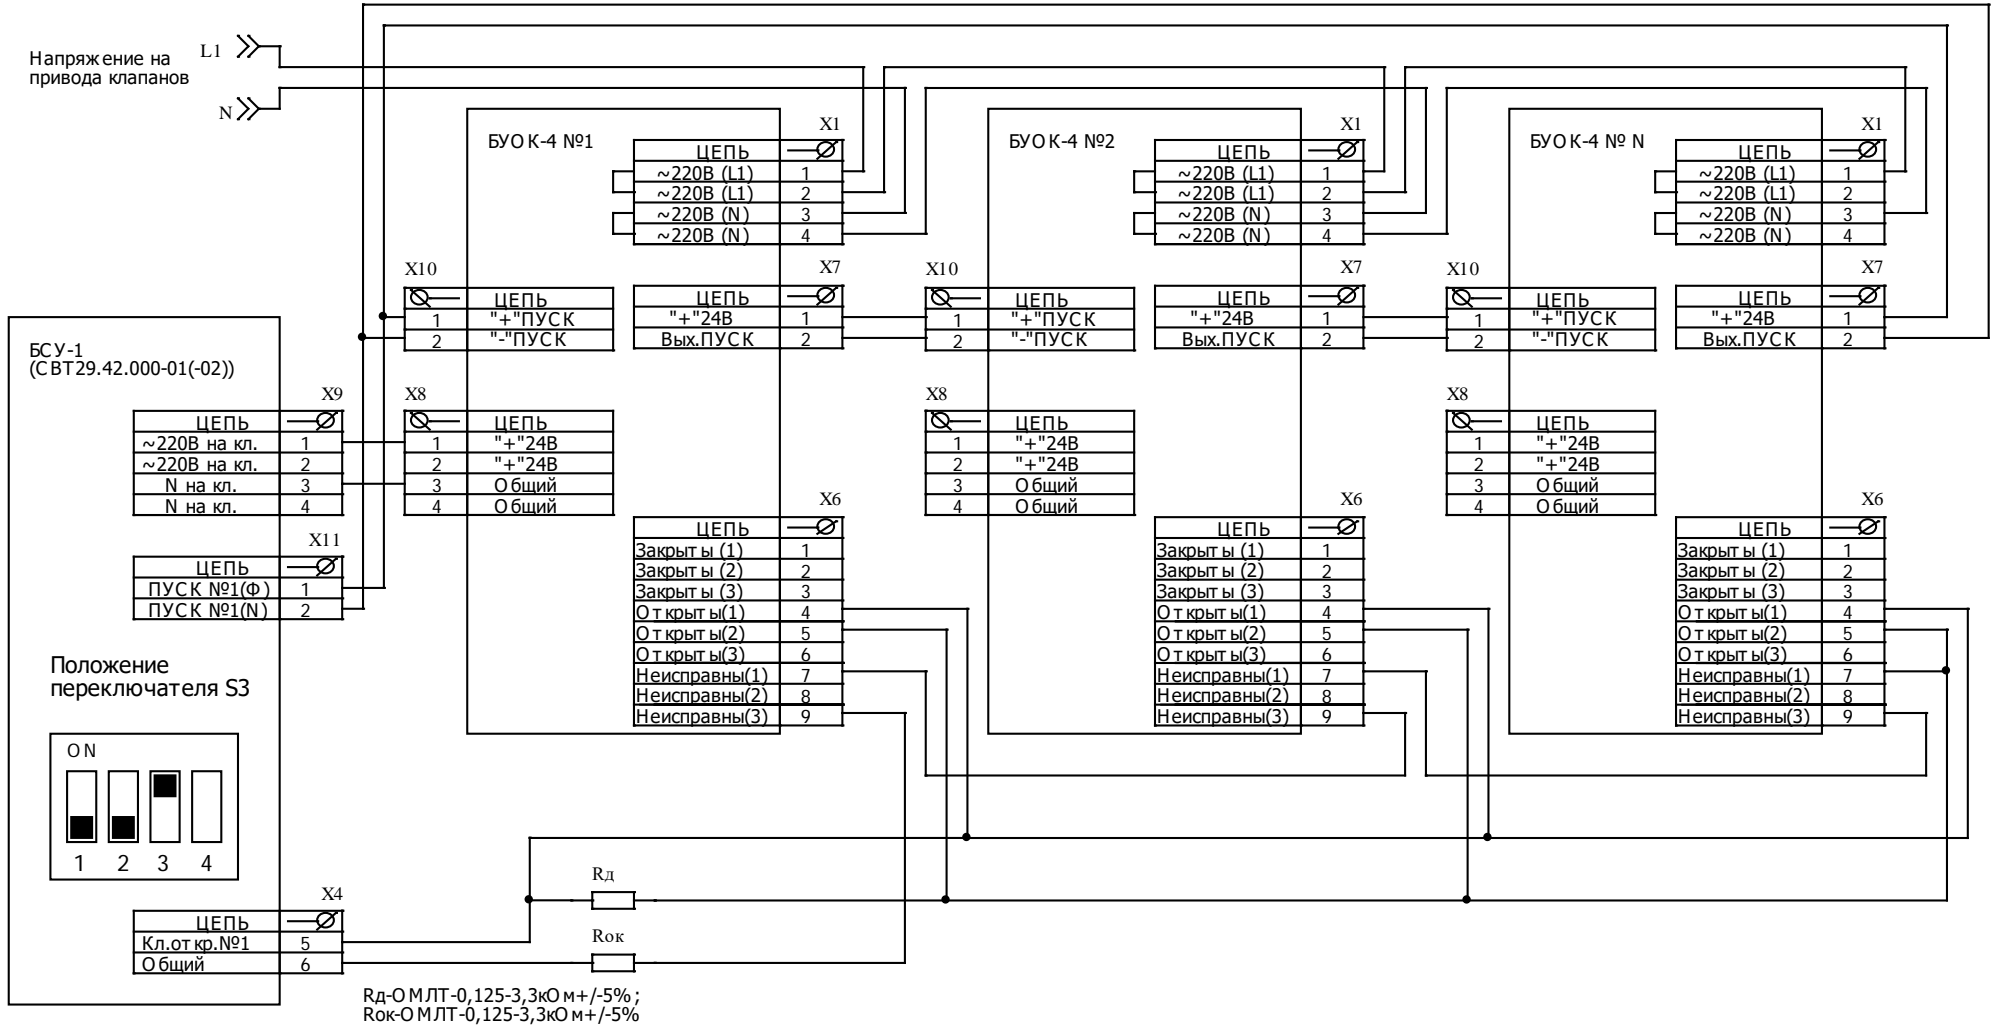 Напряжение на
привода клапанов
L1
N
БУОК-4 №1
X1
ЦЕПЬ
~220В (L1) 1
~220В (L1) 2
~220В (N) 3
~220В (N) 4
X10
ЦЕПЬ
1 "+"ПУСК
2 "-"ПУСК
X7
ЦЕПЬ
"+"24В 1
Вых.ПУСК 2
X8
ЦЕПЬ
1 "+"24В
2 "+"24В
3 Общий
4 Общий
X6
ЦЕПЬ
Закрыты (1) 1
Закрыты (2) 2
Закрыты (3) 3
Открыты(1) 4
Открыты(2) 5
Открыты(3) 6
Неисправны(1) 7
Неисправны(2) 8
Неисправны(3) 9
БУОК-4 №2
X1
ЦЕПЬ
~220В (L1) 1
~220В (L1) 2
~220В (N) 3
~220В (N) 4
X10
ЦЕПЬ
1 "+"ПУСК
2 "-"ПУСК
X7
ЦЕПЬ
"+"24В 1
Вых.ПУСК 2
X8
ЦЕПЬ
1 "+"24В
2 "+"24В
3 Общий
4 Общий
X6
ЦЕПЬ
Закрыты (1) 1
Закрыты (2) 2
Закрыты (3) 3
Открыты(1) 4
Открыты(2) 5
Открыты(3) 6
Неисправны(1) 7
Неисправны(2) 8
Неисправны(3) 9
БУОК-4 № N
X1
ЦЕПЬ
~220В (L1) 1
~220В (L1) 2
~220В (N) 3
~220В (N) 4
X10
ЦЕПЬ
1 "+"ПУСК
2 "-"ПУСК
X7
ЦЕПЬ
"+"24В 1
Вых.ПУСК 2
X8
ЦЕПЬ
1 "+"24В
2 "+"24В
3 Общий
4 Общий
X6
ЦЕПЬ
Закрыты (1) 1
Закрыты (2) 2
Закрыты (3) 3
Открыты(1) 4
Открыты(2) 5
Открыты(3) 6
Неисправны(1) 7
Неисправны(2) 8
Неисправны(3) 9
БСУ-1
(СВТ29.42.000-01(-02))
X9
ЦЕПЬ
~220В на кл. 1
~220В на кл. 2
N на кл. 3
N на кл. 4
X11
ЦЕПЬ
ПУСК №1(Ф) 1
ПУСК №1(N) 2
Положение
переключателя S3
ON
1 2 3 4
X4
ЦЕПЬ
Кл.откр.№1 5
Общий 6
Rд
Rок
Rд-ОМЛТ-0,125-3,3кОм+/-5%;
Rок-ОМЛТ-0,125-3,3кОм+/-5%